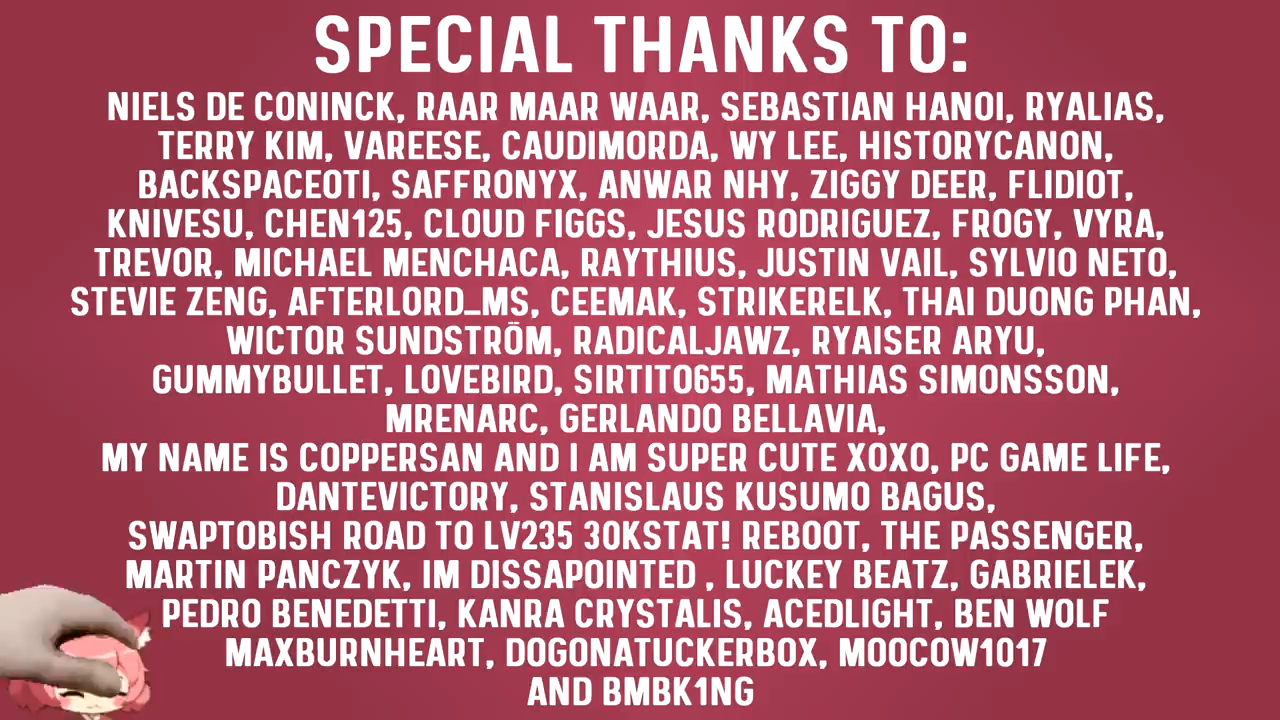 SPECIAL THANKS TO:
NIELS DE CONINCK, RAAR MAAR WAAR, SEBASTIAN HANOI, RYALIAS,
TERRY KIM, VAREESE, CAUDIMORDA, WY LEE, HISTORYCANON,
BACKSPACEOTI, SAFFRONYX, ANWAR NHY, ZIGGY DEER, FLIDIOT,
KNIVESU, CHEN125, CLOUD FIGGS, JESUS RODRIGUEZ, FROGY, VYRA,
TREVOR, MICHAEL MENCHACA, RAYTHIUS, JUSTIN VAIL, SYLVIO NETO,
STEVIE ZENG, AFTERLORD_MS, CEEMAK, STRIKERELK, THAI DUONG PHAN,
WICTOR SUNDSTRÖM, RADICALJAWZ, RYAISER ARYU,
GUMMYBULLET, LOVEBIRD, SIRTITO655, MATHIAS SIMONSSON,
MRENARC, GERLANDO BELLAVIA,
MY NAME IS COPPERSAN AND I AM SUPER CUTE XOXO, PC GAME LIFE,
DANTEVICTORY, STANISLAUS KUSUMO BAGUS,
SWAPTOBISH ROAD TO LV235 30KSTAT! REBOOT, THE PASSENGER,
MARTIN PANCZYK, IM DISSAPOINTED , LUCKEY BEATZ, GABRIELEK,
PEDRO BENEDETTI, KANRA CRYSTALIS, ACEDLIGHT, BEN WOLF
MAXBURNHEART, DOGONATUCKERBOX, MOOCOW1017
AND BMBK1NG